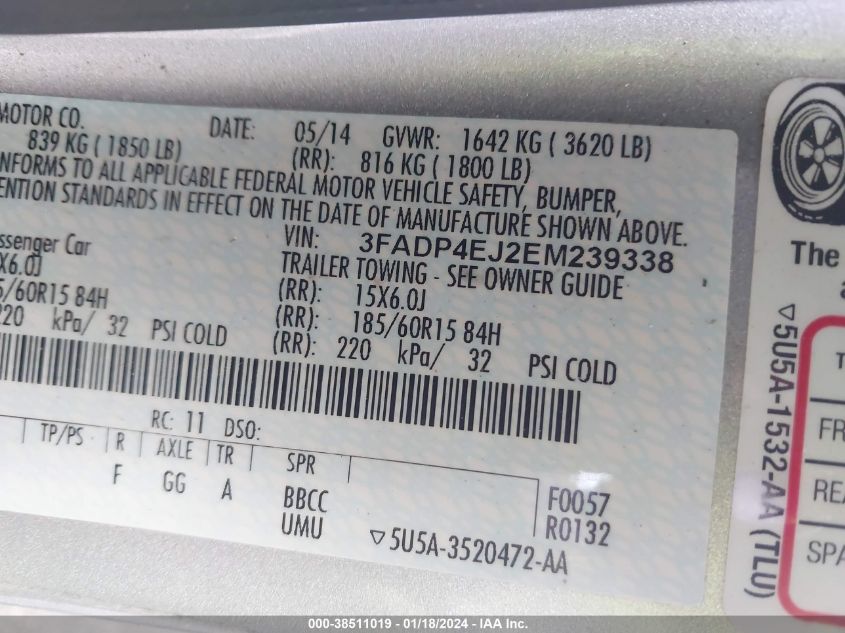 MOTOR CO.
DATE: 05/14 GVWR: 1642 KG ( 3620 LB)
839 KG ( 1850 LB) (RR): 816 KG ( 1800 LB)
NFORMS TO ALL APPLICABLE FEDERAL MOTOR VEHICLE SAFETY, BUMPER,
ENTION STANDARDS IN EFFECT ON THE DATE OF MANUFACTURE SHOWN ABOVE.
VIN: 3FADP4EJ2EM239338
ssenger Car TRAILER TOWING - SEE OWNER GUIDE
X6.0J (RR): 15X6.0J
5/60R15 84H (RR): 185/60R15 84H
220 kPa/ 32 PSI COLD (RR): 220 kPa/ 32 PSI COLD
RC: 11 DSO:
TP/PS R AXLE TR SPR
F GG A BBCC F0057
UMU R0132
▽5U5A-3520472-AA
The
▽5U5A-1532-AA (TLU)
FR
REA
SPA
000-38511019 - 01/18/2024 - IAA Inc.